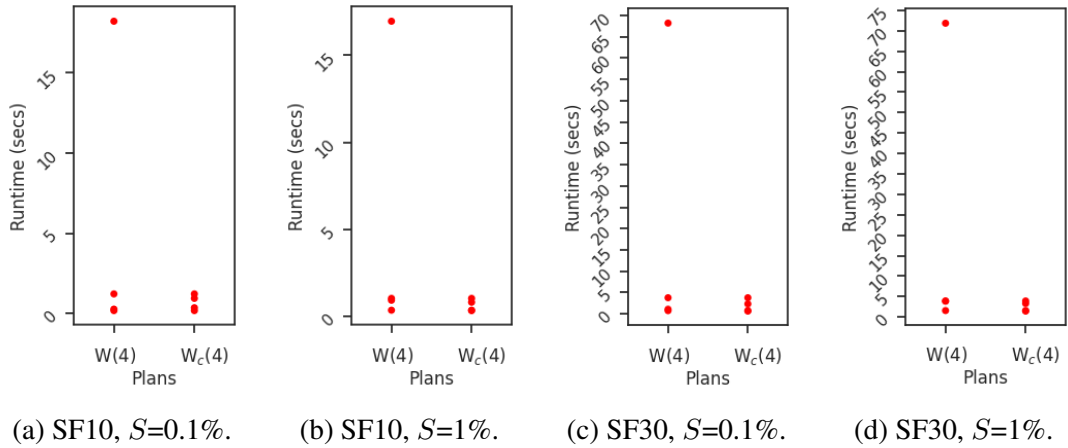 Runtime (secs)
15
10
5
0
W(4) W_c(4)
Plans
(a) SF10, S=0.1%.
Runtime (secs)
15
10
5
0
W(4) W_c(4)
Plans
(b) SF10, S=1%.
Runtime (secs)
70
65
60
55
50
45
40
35
30
25
20
15
10
5
0
W(4) W_c(4)
Plans
(c) SF30, S=0.1%.
Runtime (secs)
75
70
65
60
55
50
45
40
35
30
25
20
15
10
5
0
W(4) W_c(4)
Plans
(d) SF30, S=1%.